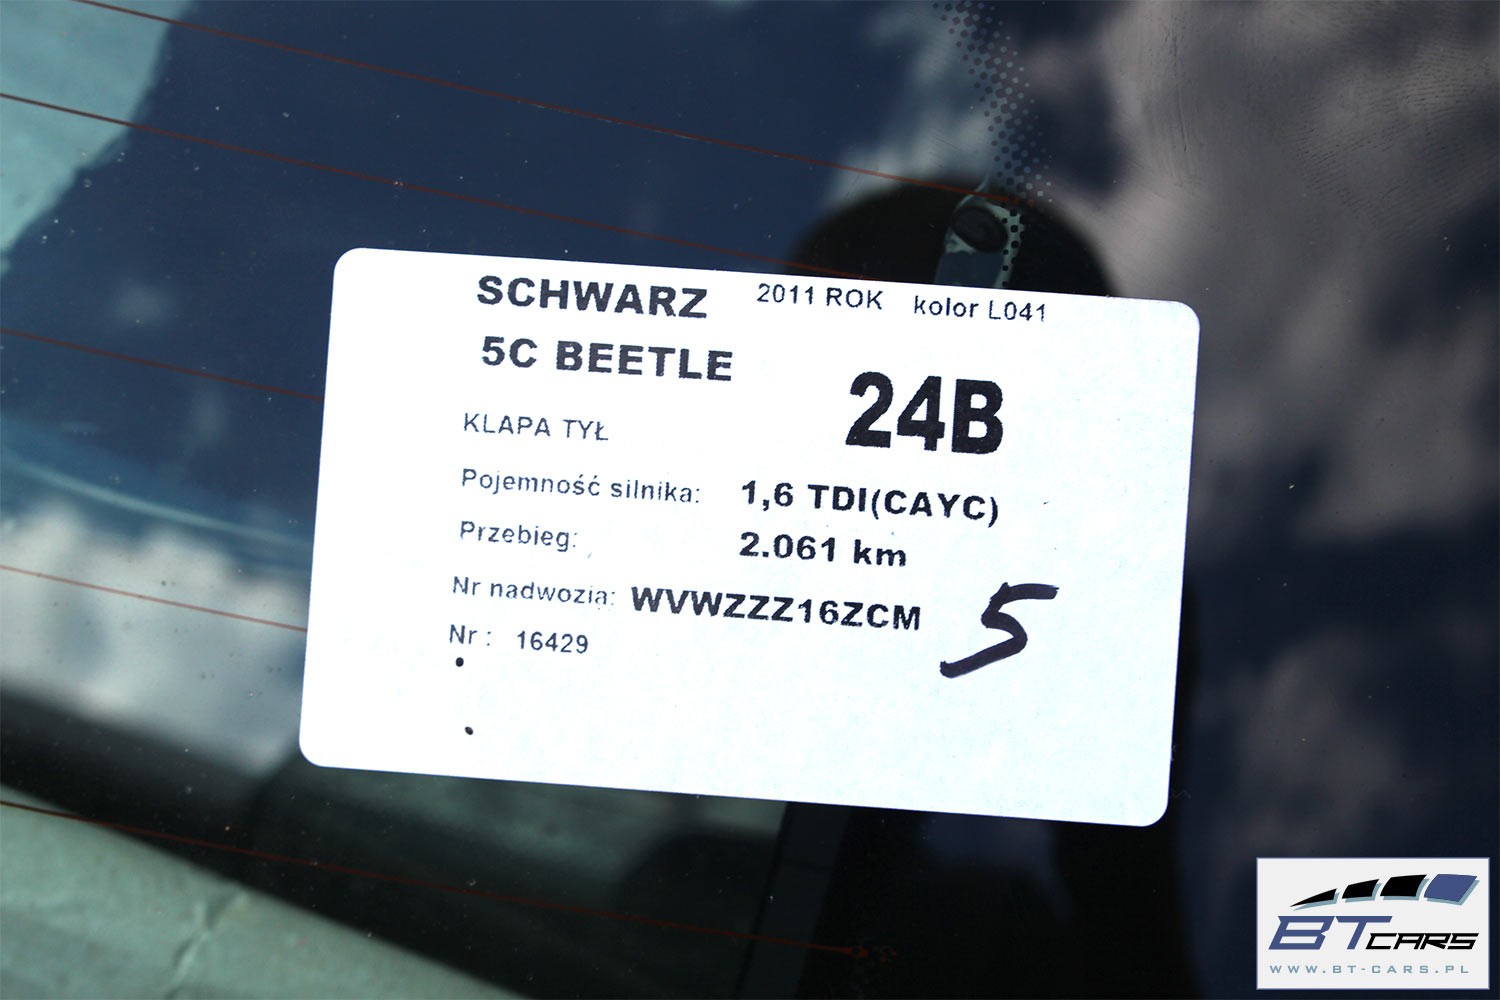 SCHWARZ 2011 ROK kolor L041
5C BEETLE
24B
KLAPA TYŁ
Pojemność silnika: 1,6 TDI(CAYC)
Przebieg: 2.061 km
Nr nadwozia: WVWZZZ16ZCM
5
Nr : 16429
BT CARS
WWW.BT-CARS.PL